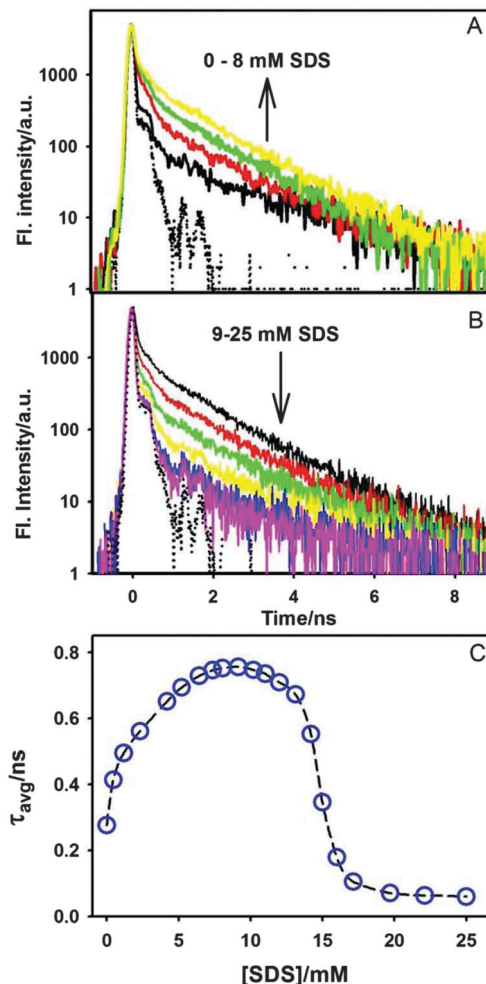 A
0 - 8 mM SDS
Fl. intensity/a.u.
1000
100
10
1
B
9-25 mM SDS
Fl. Intensity/a.u.
1000
100
10
1
0 2 4 6 8
Time/ns
C
τavg/ns
0.8
0.6
0.4
0.2
0.0
0 5 10 15 20 25
[SDS]/mM